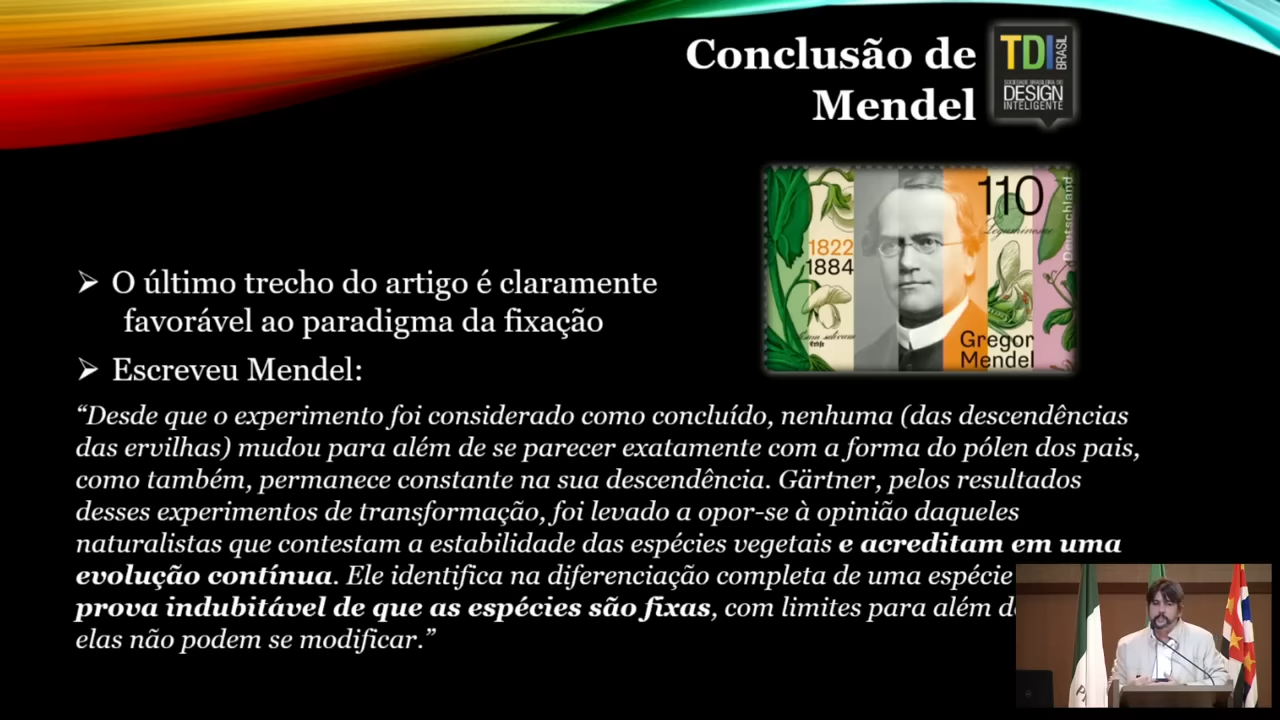 Conclusão de
Mendel
TDI
BRASIL
SOCIEDADE BRASILEIRA DO
DESIGN
INTELIGENTE
110
Deutschland
1822
1884
Gregor
Mendel
➢ O último trecho do artigo é claramente
favorável ao paradigma da fixação
➢ Escreveu Mendel:
“Desde que o experimento foi considerado como concluído, nenhuma (das descendências
das ervilhas) mudou para além de se parecer exatamente com a forma do pólen dos pais,
como também, permanece constante na sua descendência. Gärtner, pelos resultados
desses experimentos de transformação, foi levado a opor-se à opinião daqueles
naturalistas que contestam a estabilidade das espécies vegetais e acreditam em uma
evolução contínua. Ele identifica na diferenciação completa de uma espécie
prova indubitável de que as espécies são fixas, com limites para além
elas não podem se modificar.”